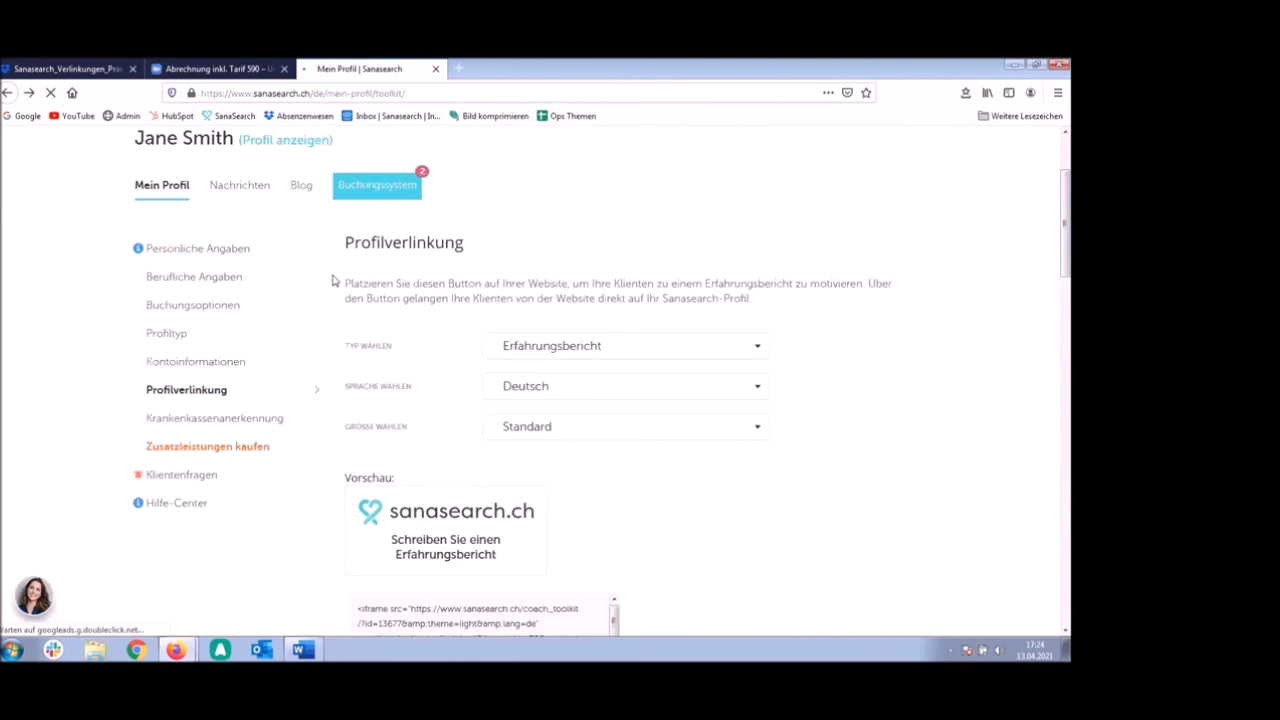 Sanasearch_Verlinkungen_Pra
Abrechnung inkl. Tarif 590 –
Mein Profil | Sanasearch
https://www.sanasearch.ch/de/mein-profil/toolkit/
Google
YouTube
Admin
HubSpot
SanaSearch
Absenzenwesen
Inbox | Sanasearch | In...
Bild komprimieren
Ops Themen
Weitere Lesezeichen
Jane Smith (Profil anzeigen)
Mein Profil
Nachrichten
Blog
Buchungssystem
2
Persönliche Angaben
Berufliche Angaben
Buchungsoptionen
Profiltyp
Kontoinformationen
Profilverlinkung
Krankenkassenanerkennung
Zusatzleistungen kaufen
Klientenfragen
Hilfe-Center
Profilverlinkung
Platzieren Sie diesen Button auf Ihrer Website, um Ihre Klienten zu einem Erfahrungsbericht zu motivieren. Über
den Button gelangen Ihre Klienten von der Website direkt auf Ihr Sanasearch-Profil.
TYP WÄHLEN
Erfahrungsbericht
SPRACHE WÄHLEN
Deutsch
GRÖSSE WÄHLEN
Standard
Vorschau:
sanasearch.ch
Schreiben Sie einen
Erfahrungsbericht
<iframe src="https://www.sanasearch.ch/coach_toolkit
/?id=13677&amp;theme=light&amp;lang=de"
Warten auf googleads.g.doubleclick.net...
17:24
13.04.2021